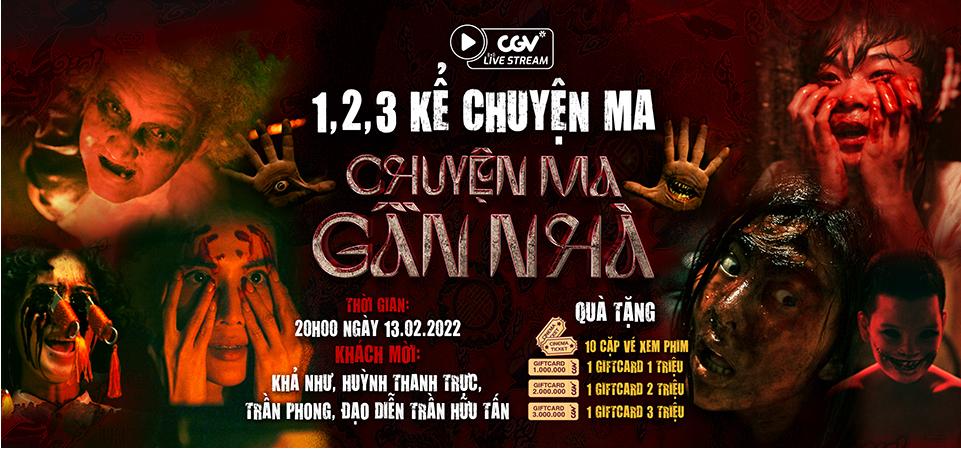 CGV*
LIVE STREAM
1,2,3 KỂ CHUYỆN MA
CHUYỆN MA
GẦN NHÀ
THỜI GIAN:
20H00 NGÀY 13.02.2022
KHÁCH MỜI:
KHẢ NHƯ, HUỲNH THANH TRỰC,
TRẦN PHONG, ĐẠO DIỄN TRẦN HỮU TẤN
QUÀ TẶNG
CINEMA
TICKET
10 CẶP VÉ XEM PHIM
GIFTCARD
1.000.000
1 GIFTCARD 1 TRIỆU
GIFTCARD
2.000.000
1 GIFTCARD 2 TRIỆU
GIFTCARD
3.000.000
1 GIFTCARD 3 TRIỆU